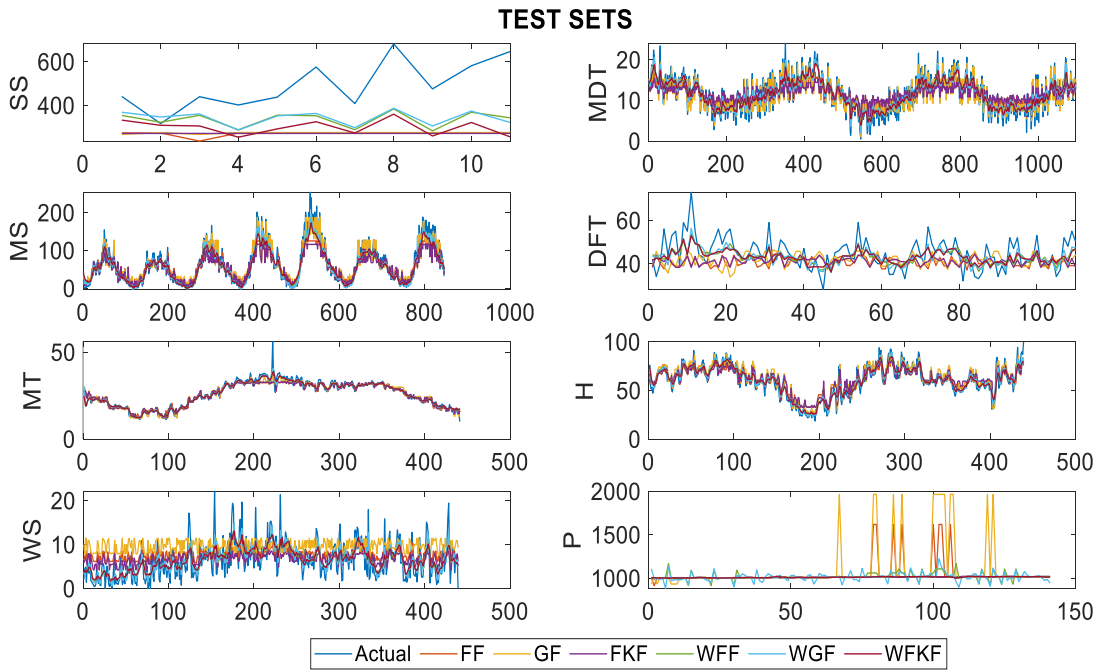 TEST SETS
SS
600
400
0 2 4 6 8 10
MDT
20
10
0
0 200 400 600 800 1000
MS
200
100
0
0 200 400 600 800 1000
DFT
60
40
0 20 40 60 80 100
MT
50
0
0 100 200 300 400 500
H
100
50
0
0 100 200 300 400 500
WS
20
10
0
0 100 200 300 400 500
P
2000
1500
1000
0 50 100 150
Actual FF GF FKF WFF WGF WFKF